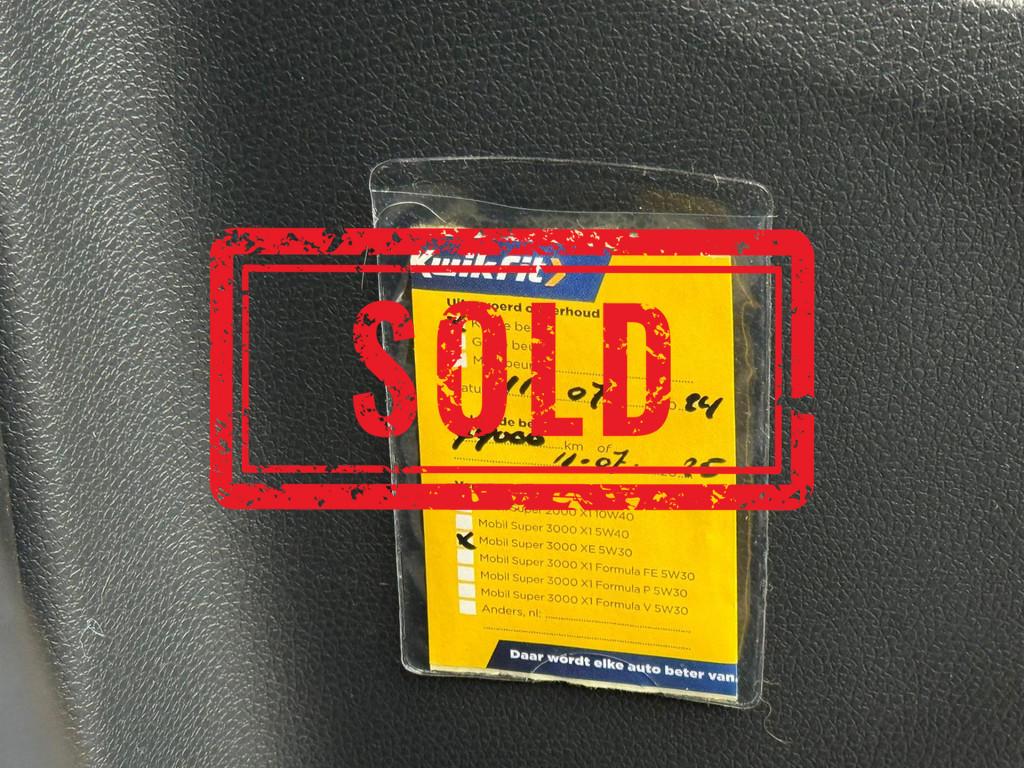 KwikFit
SOLD
Uitgevoerd onderhoud
11 07 24
km of
11-07- 25
Mobil Super 3000 X1 5W40
x Mobil Super 3000 XE 5W30
Mobil Super 3000 X1 Formula FE 5W30
Mobil Super 3000 X1 Formula P 5W30
Mobil Super 3000 X1 Formula V 5W30
Anders, nl:
Daar wordt elke auto beter van